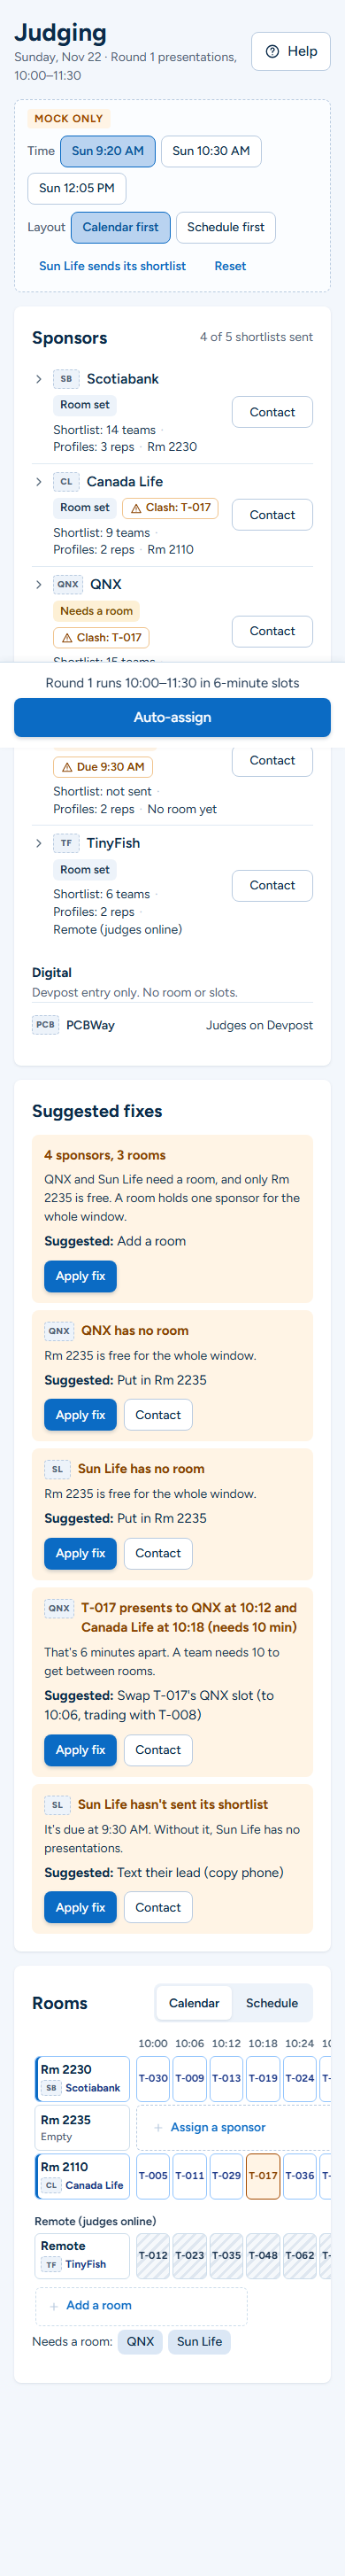 Judging
Sunday, Nov 22 · Round 1 presentations,
10:00–11:30
Help
MOCK ONLY
Time
Sun 9:20 AM
Sun 10:30 AM
Sun 12:05 PM
Layout
Calendar first
Schedule first
Sun Life sends its shortlist
Reset
Sponsors
4 of 5 shortlists sent
SB
Scotiabank
Room set
Shortlist: 14 teams ·
Profiles: 3 reps · Rm 2230
Contact
CL
Canada Life
Room set
Clash: T-017
Shortlist: 9 teams ·
Profiles: 2 reps · Rm 2110
Contact
QNX
QNX
Needs a room
Clash: T-017
Contact
Shortlist: 15 teams
Round 1 runs 10:00–11:30 in 6-minute slots
Auto-assign
Due 9:30 AM
Contact
Shortlist: not sent ·
Profiles: 2 reps · No room yet
TF
TinyFish
Room set
Shortlist: 6 teams ·
Profiles: 2 reps ·
Remote (judges online)
Contact
Digital
Devpost entry only. No room or slots.
PCB
PCBWay
Judges on Devpost
Suggested fixes
4 sponsors, 3 rooms
QNX and Sun Life need a room, and only Rm
2235 is free. A room holds one sponsor for the
whole window.
Suggested: Add a room
Apply fix
QNX
QNX has no room
Rm 2235 is free for the whole window.
Suggested: Put in Rm 2235
Apply fix
Contact
SL
Sun Life has no room
Rm 2235 is free for the whole window.
Suggested: Put in Rm 2235
Apply fix
Contact
QNX
T-017 presents to QNX at 10:12 and
Canada Life at 10:18 (needs 10 min)
That's 6 minutes apart. A team needs 10 to
get between rooms.
Suggested: Swap T-017's QNX slot (to
10:06, trading with T-008)
Apply fix
Contact
SL
Sun Life hasn't sent its shortlist
It's due at 9:30 AM. Without it, Sun Life has no
presentations.
Suggested: Text their lead (copy phone)
Apply fix
Contact
Rooms
Calendar
Schedule
10:00 10:06 10:12 10:18 10:24 10
Rm 2230
SB Scotiabank
T-030 T-009 T-013 T-019 T-024 T-
Rm 2235
Empty
+ Assign a sponsor
Rm 2110
CL Canada Life
T-005 T-011 T-029 T-017 T-036 T-
Remote (judges online)
Remote
TF TinyFish
T-012 T-023 T-035 T-048 T-062 T-
+ Add a room
Needs a room: QNX Sun Life